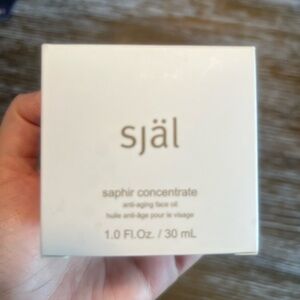 själ
saphir concentrate
anti-aging face oil
huile anti-âge pour le visage
1.0 Fl.Oz. / 30 mL